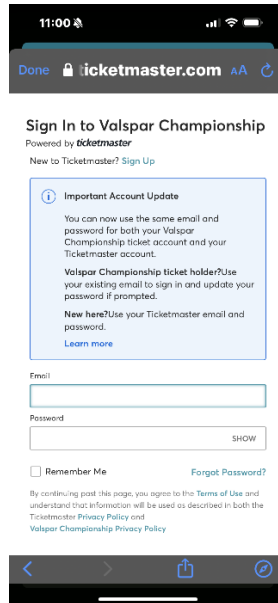 11:00
Done ticketmaster.com AA
Sign In to Valspar Championship
Powered by ticketmaster
New to Ticketmaster? Sign Up
Important Account Update
You can now use the same email and
password for both your Valspar
Championship ticket account and your
Ticketmaster account.
Valspar Championship ticket holder?Use
your existing email to sign in and update your
password if prompted.
New here?Use your Ticketmaster email and
password.
Learn more
Email
Password
SHOW
Remember Me Forgot Password?
By continuing past this page, you agree to the Terms of Use and
understand that information will be used as described in both the
Ticketmaster Privacy Policy and
Valspar Championship Privacy Policy